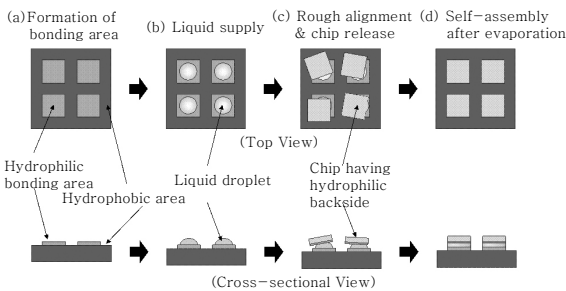 (a)Formation of
bonding area
(b) Liquid supply
(c) Rough alignment
& chip release
(d) Self-assembly
after evaporation
(Top View)
Hydrophilic
bonding area
Hydrophobic area
Liquid droplet
Chip having
hydrophilic
backside
(Cross-sectional View)